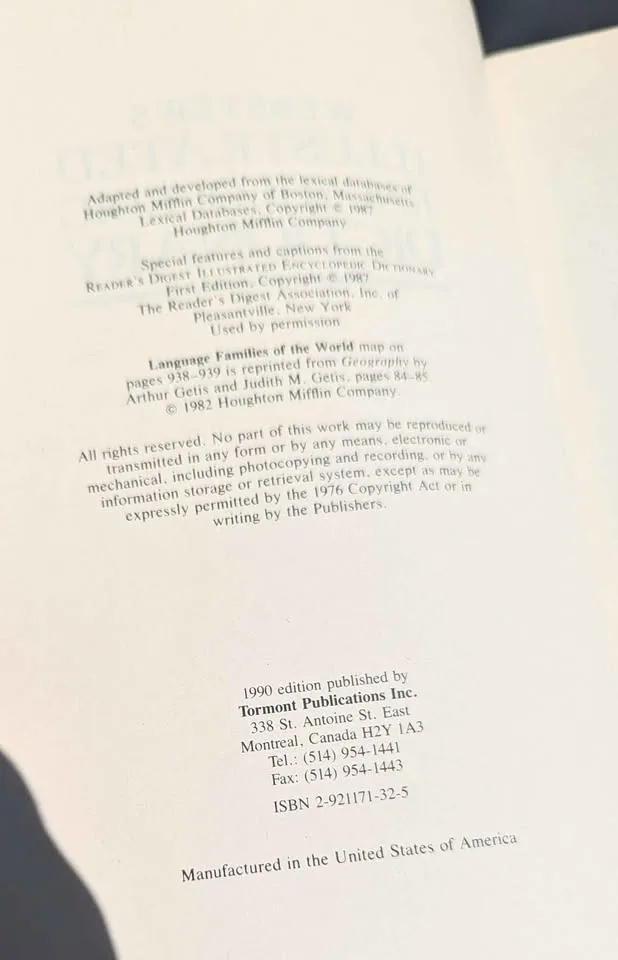 Adapted and developed from the lexical databases of
Houghton Mifflin Company of Boston, Massachusetts
Lexical Databases, Copyright © 1987
Houghton Mifflin Company
Special features and captions from the
READER'S DIGEST ILLUSTRATED ENCYCLOPEDIC DICTIONARY
First Edition, Copyright © 1987
The Reader's Digest Association, Inc. of
Pleasantville, New York
Used by permission
Language Families of the World map on
pages 938–939 is reprinted from Geography by
Arthur Getis and Judith M. Getis, pages 84–85.
© 1982 Houghton Mifflin Company.
All rights reserved. No part of this work may be reproduced or
transmitted in any form or by any means, electronic or
mechanical, including photocopying and recording, or by any
information storage or retrieval system, except as may be
expressly permitted by the 1976 Copyright Act or in
writing by the Publishers.
1990 edition published by
Tormont Publications Inc.
338 St. Antoine St. East
Montreal, Canada H2Y 1A3
Tel.: (514) 954-1441
Fax: (514) 954-1443
ISBN 2-921171-32-5
Manufactured in the United States of America